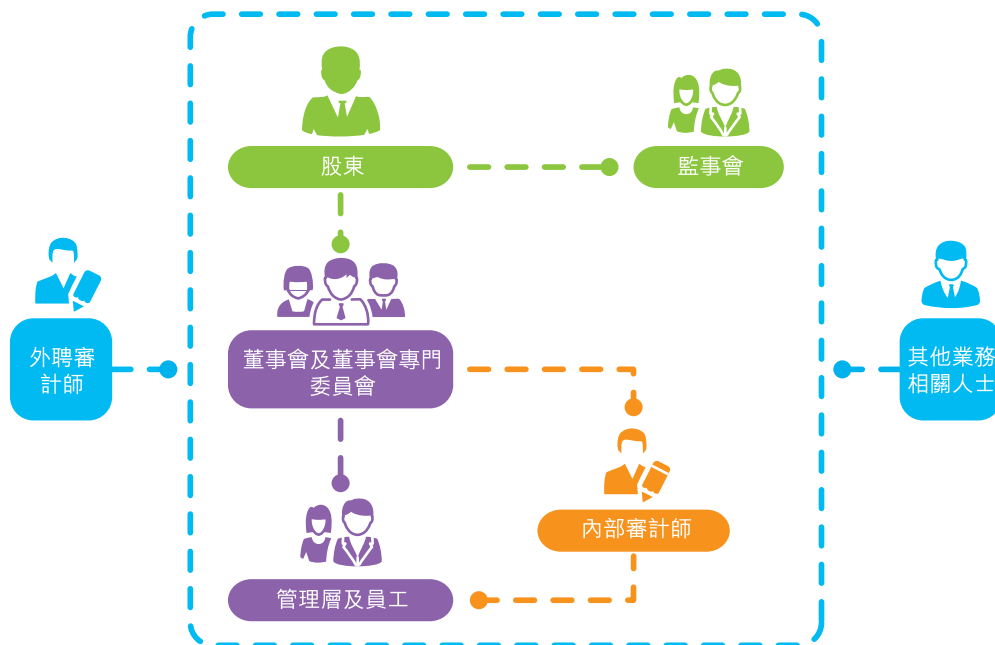 股東
監事會
外聘審
計師
董事會及董事會專門
委員會
其他業務
相關人士
內部審計師
管理層及員工